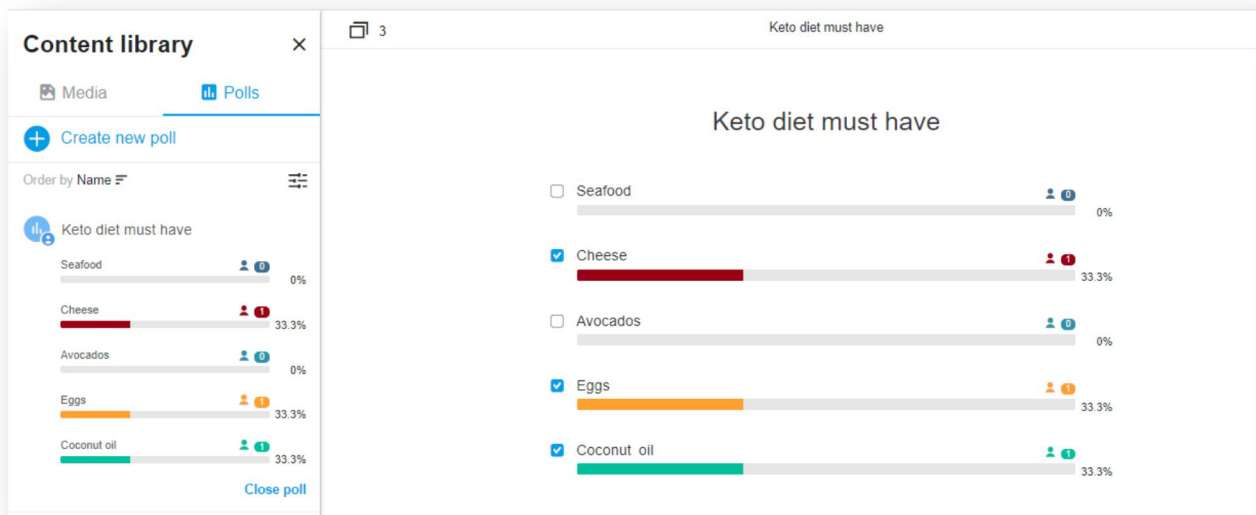 Content library
Media
Polls
Create new poll
Order by Name
Keto diet must have
Seafood
0
0%
Cheese
1
33.3%
Avocados
0
0%
Eggs
1
33.3%
Coconut oil
1
33.3%
Close poll
3
Keto diet must have
Keto diet must have
Seafood
0
0%
Cheese
1
33.3%
Avocados
0
0%
Eggs
1
33.3%
Coconut oil
1
33.3%